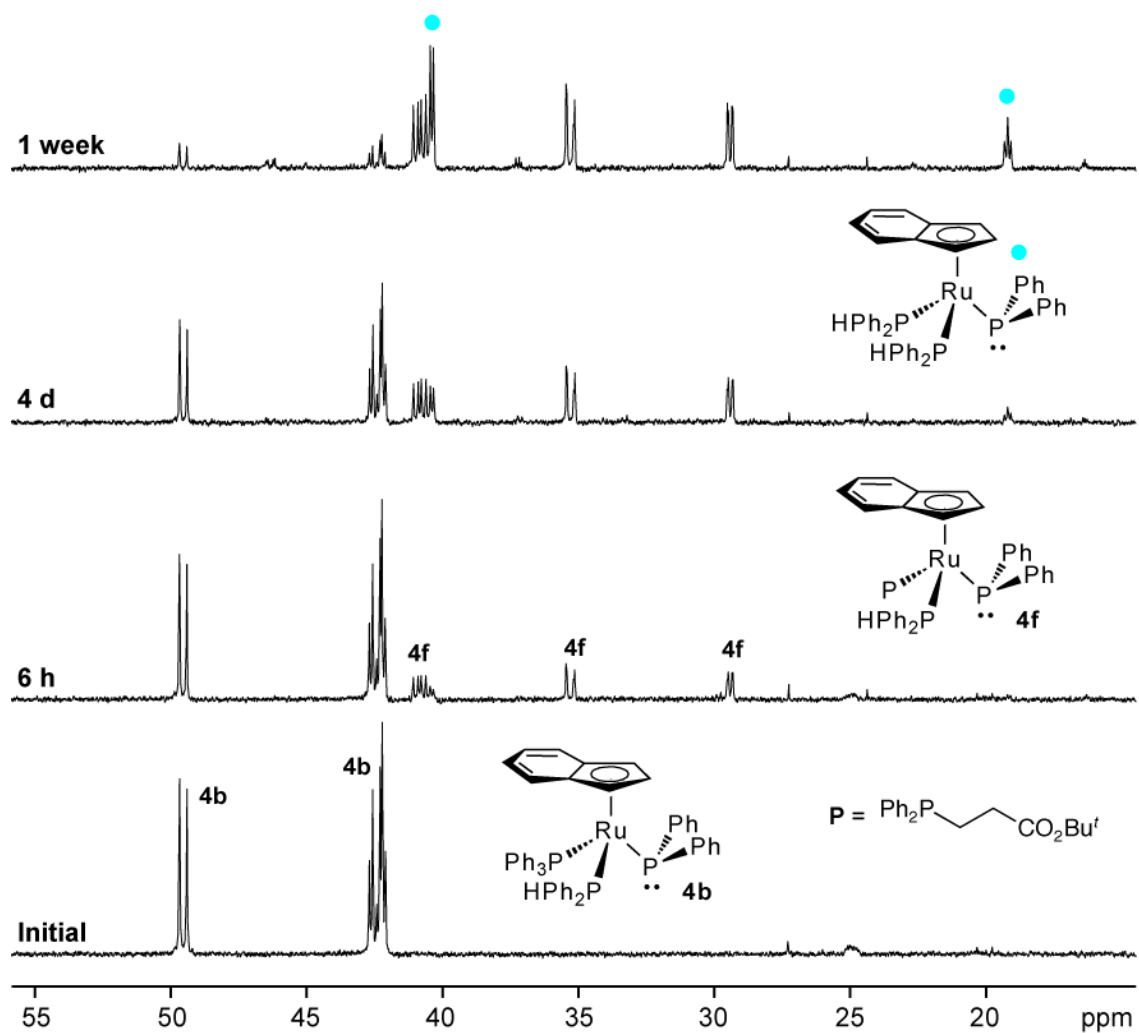 1 week
Ru
Ph
Ph
HPh₂P
P
HPh₂P
••
4 d
Ru
Ph
Ph
P
P
HPh₂P
••
4f
6 h
4f
4f
4f
4b
4b
Ru
Ph
Ph
Ph₃P
P
HPh₂P
••
4b
P = Ph₂P CO₂Buᵗ
Initial
55 50 45 40 35 30 25 20 ppm